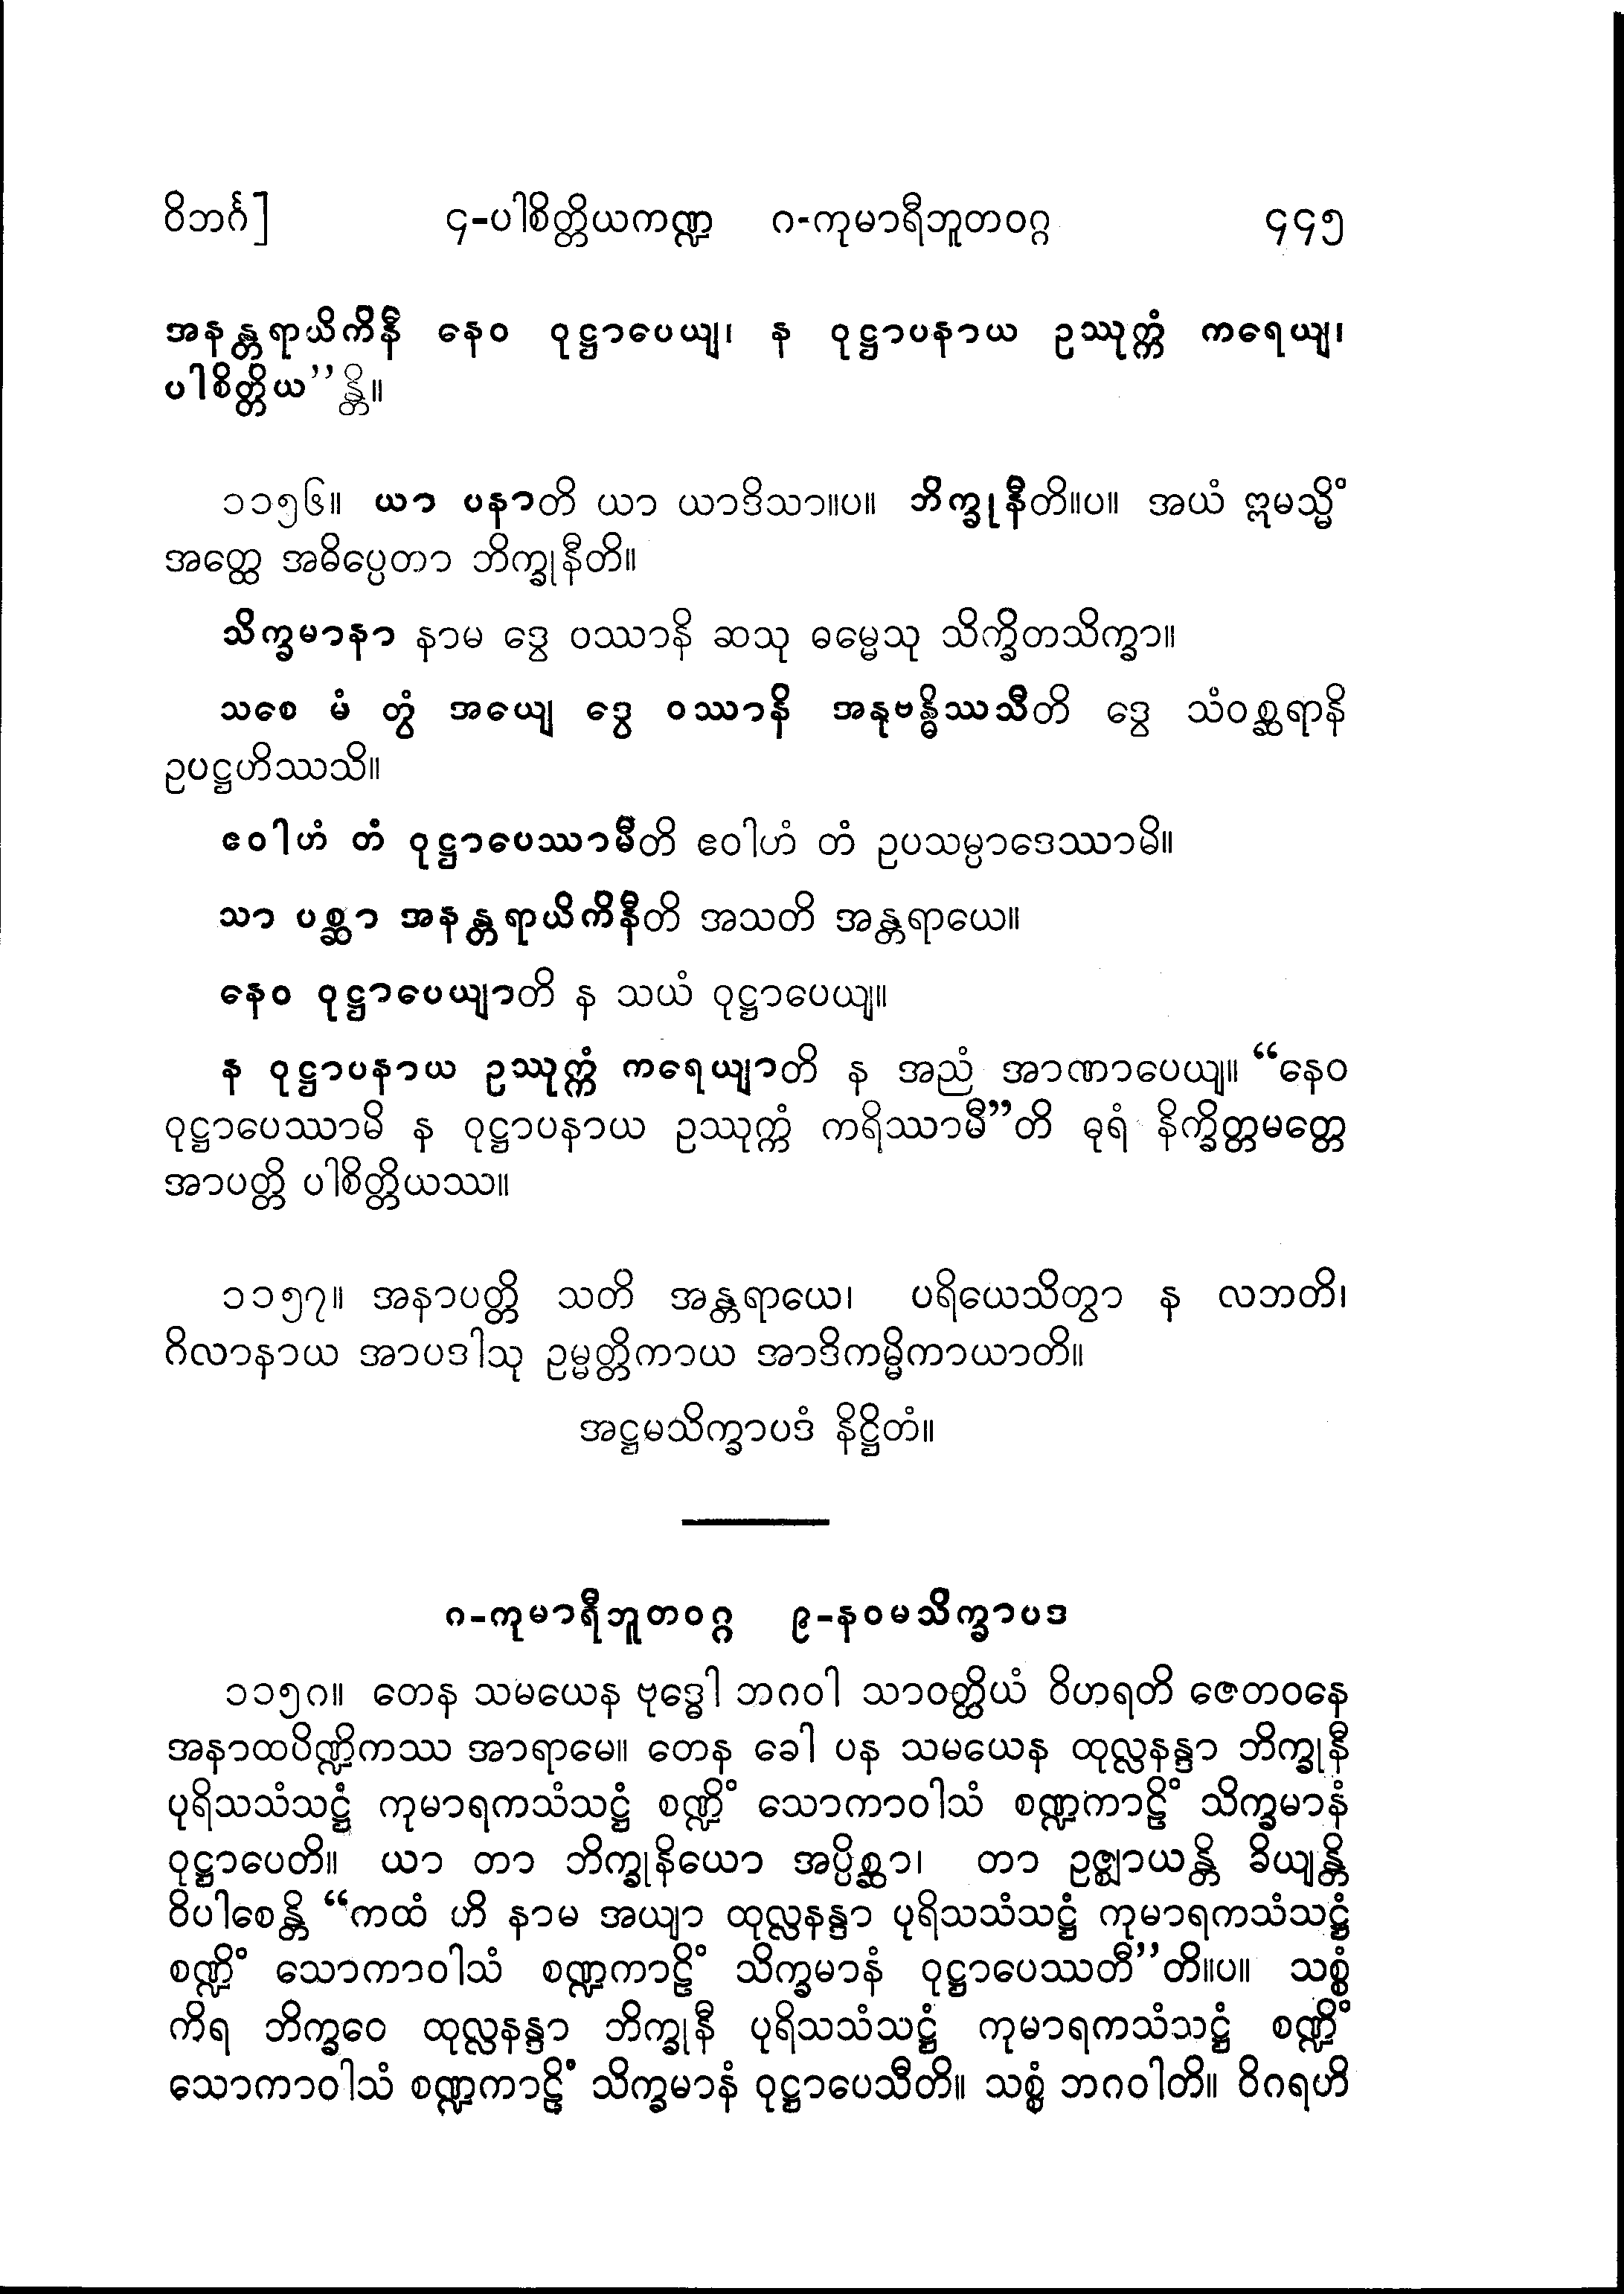 ဝိဘင်္ဂ]	၄-ပါစိတ္တိယကဏ္ဍ	ဂ-ကုမာရီဘူတဝဂ္ဂ	၄၄၅
အနန္တရာယိကိနီ နေဝ ဝုဋ္ဌာပေယျ၊ န ဝုဋ္ဌာပနာယ ဥဿုက္ကံ ကရေယျ၊
ပါစိတ္တိယ”န္တိ။
၁၁၅၆။ ယာ ပနာတိ ယာ ယာဒိသာ။ပ။ ဘိက္ခုနီတိ။ပ။ အယံ ဣမသ္မိံ
အတ္ထေ အဓိပ္ပေတာ ဘိက္ခုနီတိ။
သိက္ခမာနာ နာမ ဒွေ ဝဿာနိ ဆသု ဓမ္မေသု သိက္ခိတသိက္ခာ။
သစေ မံ တွံ အယျေ ဒွေ ဝဿာနိ အနုဗန္ဓိဿသီတိ ဒွေ သံဝစ္ဆရာနိ
ဥပဋ္ဌဟိဿသိ။
ဧဝါဟံ တံ ဝုဋ္ဌာပေဿာမီတိ ဧဝါဟံ တံ ဥပသမ္ပာဒေဿာမိ။
သာ ပစ္ဆာ အနန္တရာယိကိနီတိ အသတိ အန္တရာယေ။
နေဝ ဝုဋ္ဌာပေယျာတိ န သယံ ဝုဋ္ဌာပေယျ။
န ဝုဋ္ဌာပနာယ ဥဿုက္ကံ ကရေယျာတိ န အညံ အာဏာပေယျ။ “နေဝ
ဝုဋ္ဌာပေဿာမိ န ဝုဋ္ဌာပနာယ ဥဿုက္ကံ ကရိဿာမီ”တိ ဓုရံ နိက္ခိတ္တမတ္တေ
အာပတ္တိ ပါစိတ္တိယဿ။
၁၁၅၇။ အနာပတ္တိ သတိ အန္တရာယေ၊ ပရိယေသိတွာ န လဘတိ၊
ဂိလာနာယ အာပဒါသု ဥမ္မတ္တိကာယ အာဒိကမ္မိကာယာတိ။
အဋ္ဌမသိက္ခာပဒံ နိဋ္ဌိတံ။
ဂ-ကုမာရီဘူတဝဂ္ဂ ၉-နဝမသိက္ခာပဒ
၁၁၅၈။ တေန သမယေန ဗုဒ္ဓေါ ဘဂဝါ သာဝတ္ထိယံ ဝိဟရတိ ဇေတဝနေ
အနာထပိဏ္ဍိကဿ အာရာမေ။ တေန ခေါ ပန သမယေန ထုလ္လနန္ဒာ ဘိက္ခုနီ
ပုရိသသံသဋ္ဌံ ကုမာရကသံသဋ္ဌံ စဏ္ဍိံ သောကာဝါသံ စဏ္ဍကာဠိံ သိက္ခမာနံ
ဝုဋ္ဌာပေတိ။ ယာ တာ ဘိက္ခုနိယော အပ္ပိစ္ဆာ၊ တာ ဥဇ္ဈာယန္တိ ခိယျန္တိ
ဝိပါစေန္တိ “ကထံ ဟိ နာမ အယျာ ထုလ္လနန္ဒာ ပုရိသသံသဋ္ဌံ ကုမာရကသံသဋ္ဌံ
စဏ္ဍိံ သောကာဝါသံ စဏ္ဍကာဠိံ သိက္ခမာနံ ဝုဋ္ဌာပေဿတီ”တိ။ပ။ သစ္စံ
ကိရ ဘိက္ခဝေ ထုလ္လနန္ဒာ ဘိက္ခုနီ ပုရိသသံသဋ္ဌံ ကုမာရကသံသဋ္ဌံ စဏ္ဍိံ
သောကာဝါသံ စဏ္ဍကာဠိံ သိက္ခမာနံ ဝုဋ္ဌာပေသီတိ။ သစ္စံ ဘဂဝါတိ။ ဝိဂရဟိ